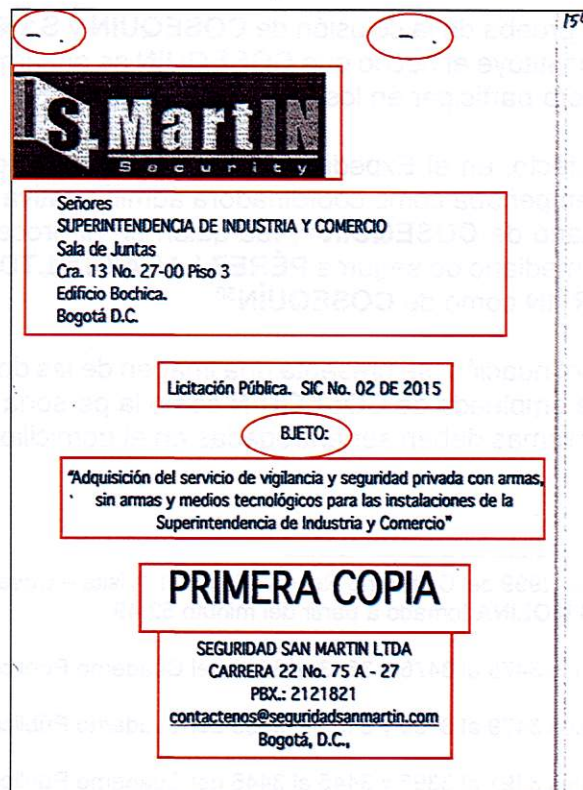 S. MartIN
Security
Señores
SUPERINTENDENCIA DE INDUSTRIA Y COMERCIO
Sala de Juntas
Cra. 13 No. 27-00 Piso 3
Edificio Bochica.
Bogotá D.C.
Licitación Pública. SIC No. 02 DE 2015
BJETO:
"Adquisición del servicio de vigilancia y seguridad privada con armas,
sin armas y medios tecnológicos para las instalaciones de la
Superintendencia de Industria y Comercio"
PRIMERA COPIA
SEGURIDAD SAN MARTIN LTDA
CARRERA 22 No. 75 A - 27
PBX.: 2121821
contactenos@seguridadsanmartin.com
Bogotá, D.C.,